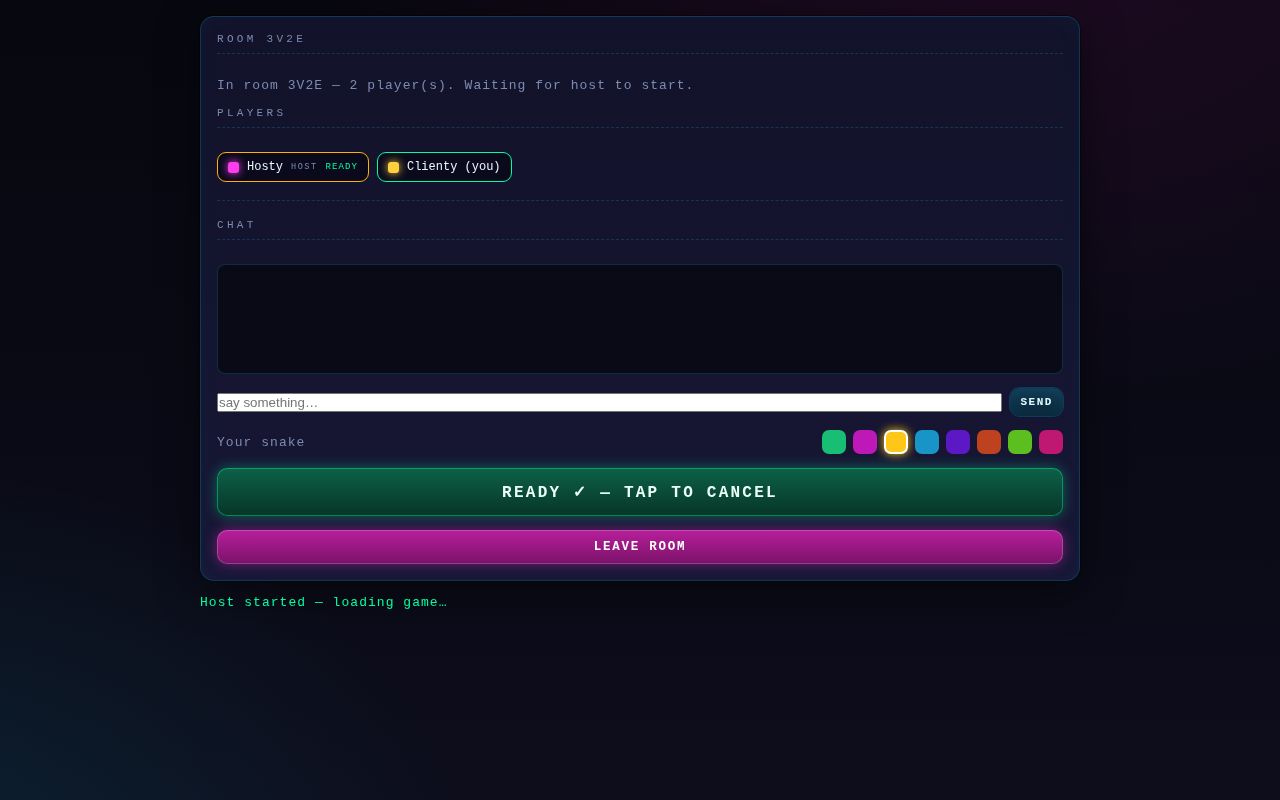 ROOM 3V2E
In room 3V2E — 2 player(s). Waiting for host to start.
PLAYERS
Hosty HOST READY Clienty (you)
CHAT
say something…
SEND
Your snake
READY ✓ — TAP TO CANCEL
LEAVE ROOM
Host started — loading game…